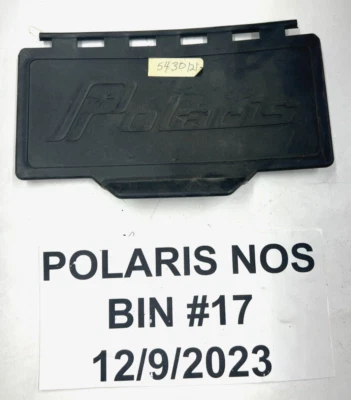 5430121
Polaris
POLARIS NOS
BIN #17
12/9/2023